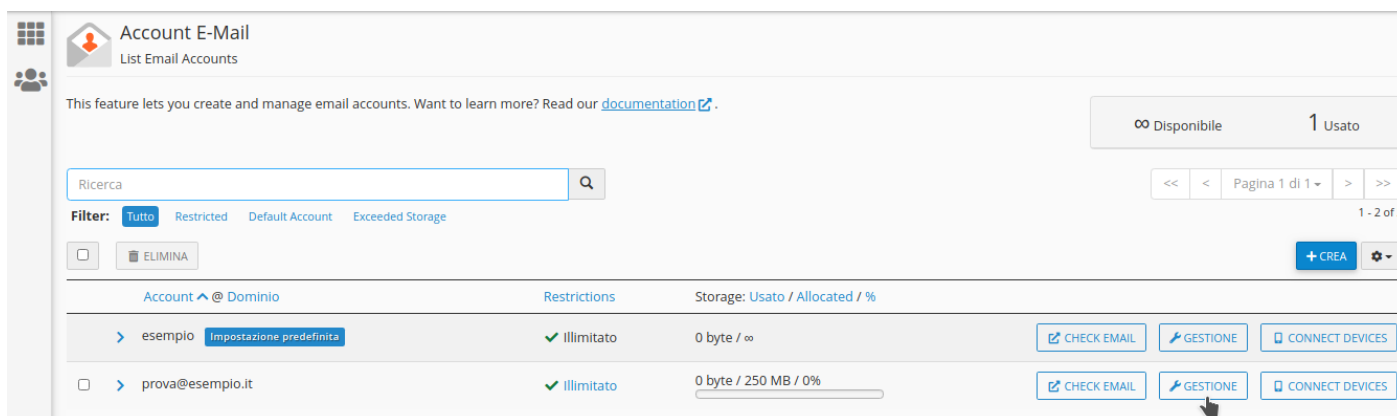 Account E-Mail
List Email Accounts
This feature lets you create and manage email accounts. Want to learn more? Read our documentation .
∞ Disponibile 1 Usato
Ricerca
<< < Pagina 1 di 1 > >>
Filter: Tutto Restricted Default Account Exceeded Storage
1 - 2 of
ELIMINA
+ CREA
Account @ Dominio Restrictions Storage: Usato / Allocated / %
esempio Impostazione predefinita Illimitato 0 byte / ∞ CHECK EMAIL GESTIONE CONNECT DEVICES
prova@esempio.it Illimitato 0 byte / 250 MB / 0% CHECK EMAIL GESTIONE CONNECT DEVICES